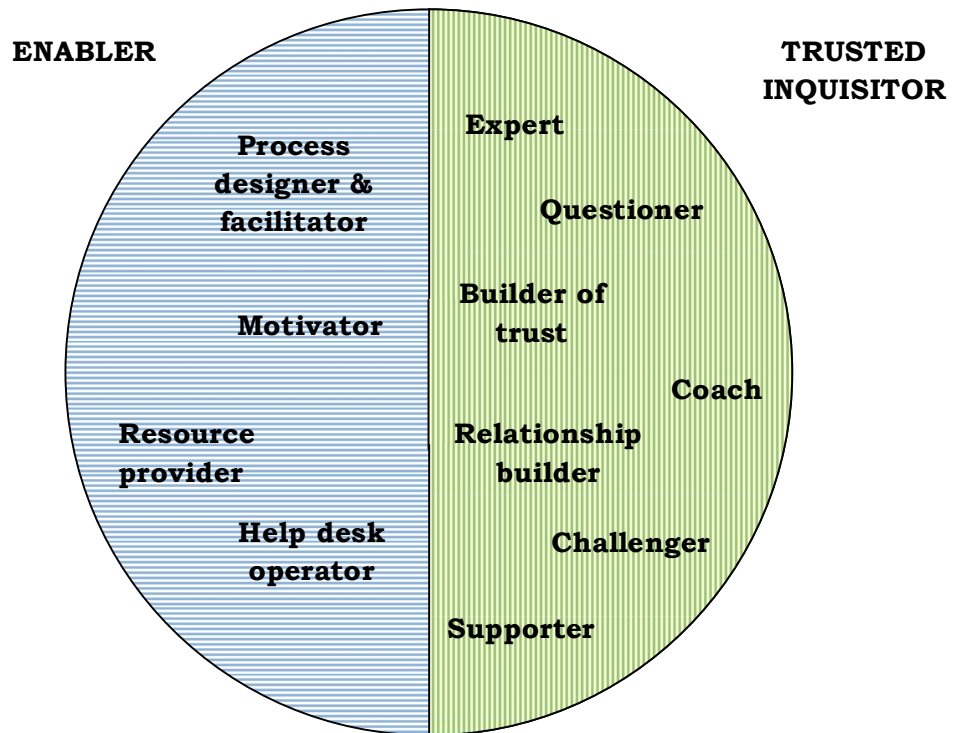 ENABLER
TRUSTED
INQUISITOR
Process
designer &
facilitator
Motivator
Resource
provider
Help desk
operator
Expert
Questioner
Builder of
trust
Coach
Relationship
builder
Challenger
Supporter